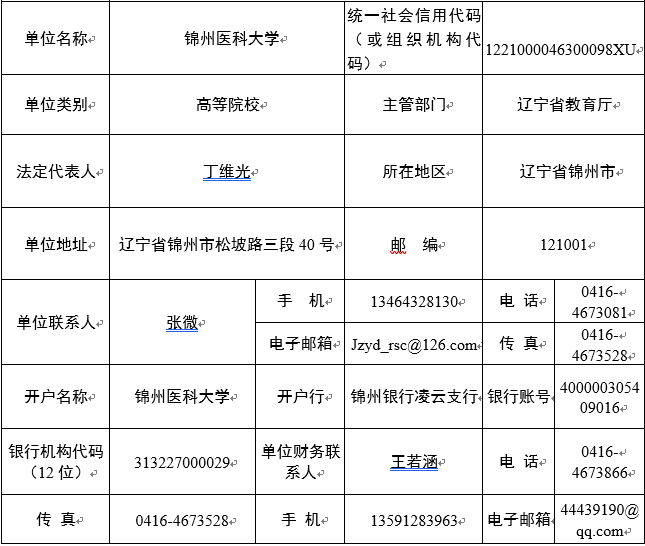 单位名称 锦州医科大学 统一社会信用代码
（或组织机构代
码） 1221000046300098XU
单位类别 高等院校 主管部门 辽宁省教育厅
法定代表人 丁维光 所在地区 辽宁省锦州市
单位地址 辽宁省锦州市松坡路三段 40 号 邮 编 121001
单位联系人 张微 手 机 13464328130 电 话 0416-
4673081
电子邮箱 Jzyd_rsc@126.com 传 真 0416-
4673528
开户名称 锦州医科大学 开户行 锦州银行凌云支行 银行账号 4000003054
09016
银行机构代码
（12 位） 313227000029 单位财务联
系人 王若涵 电 话 0416-
4673866
传 真 0416-4673528 手 机 13591283963 电子邮箱 44439190@
qq.com